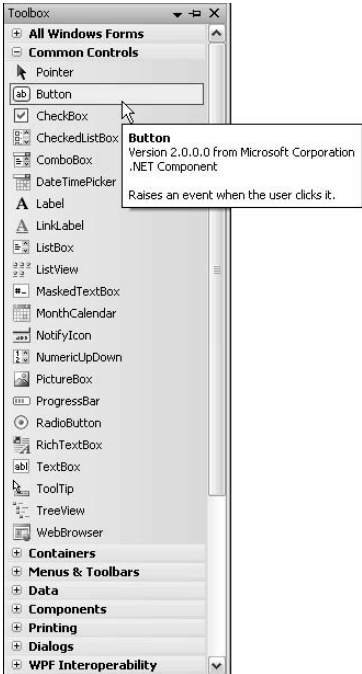 Toolbox
All Windows Forms
Common Controls
Pointer
Button
CheckBox
CheckedListBox
ComboBox
DateTimePicker
Button
Version 2.0.0.0 from Microsoft Corporation
.NET Component
Raises an event when the user clicks it.
Label
LinkLabel
ListBox
ListView
MaskedTextBox
MonthCalendar
NotifyIcon
NumericUpDown
PictureBox
ProgressBar
RadioButton
RichTextBox
TextBox
ToolTip
TreeView
WebBrowser
Containers
Menus & Toolbars
Data
Components
Printing
Dialogs
WPF Interoperability